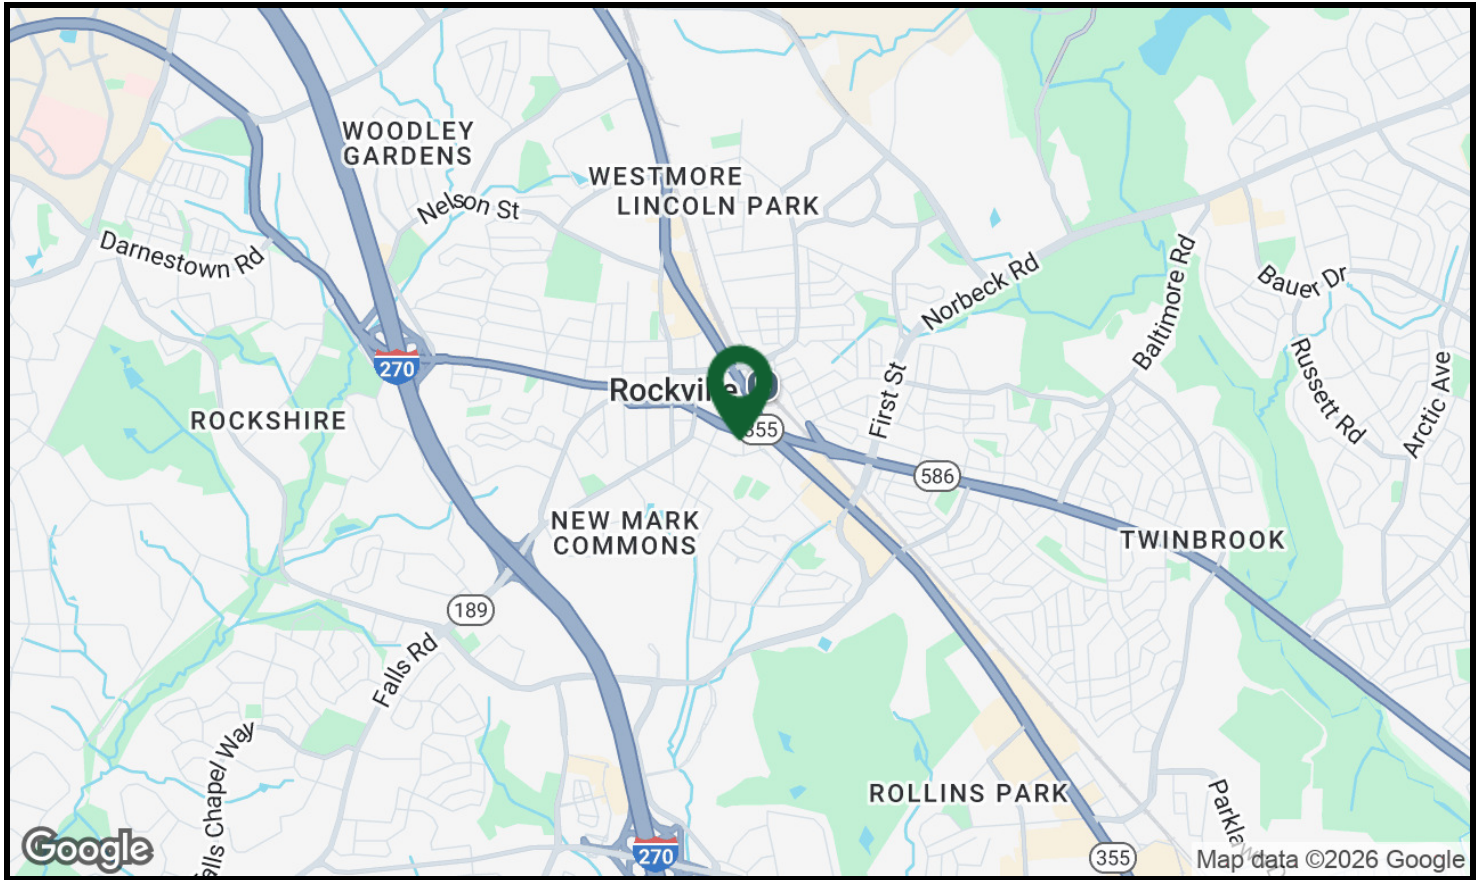 WOODLEY
GARDENS
WESTMORE
LINCOLN PARK
Nelson St
Darnestown Rd
Norbeck Rd
Baltimore Rd
Bauer Dr
Russett Rd
Arctic Ave
270
Rockville
First St
ROCKSHIRE
355
586
NEW MARK
COMMONS
TWINBROOK
189
Falls Rd
Chapel Way
ROLLINS PARK
270
355
Google
Map data ©2026 Google